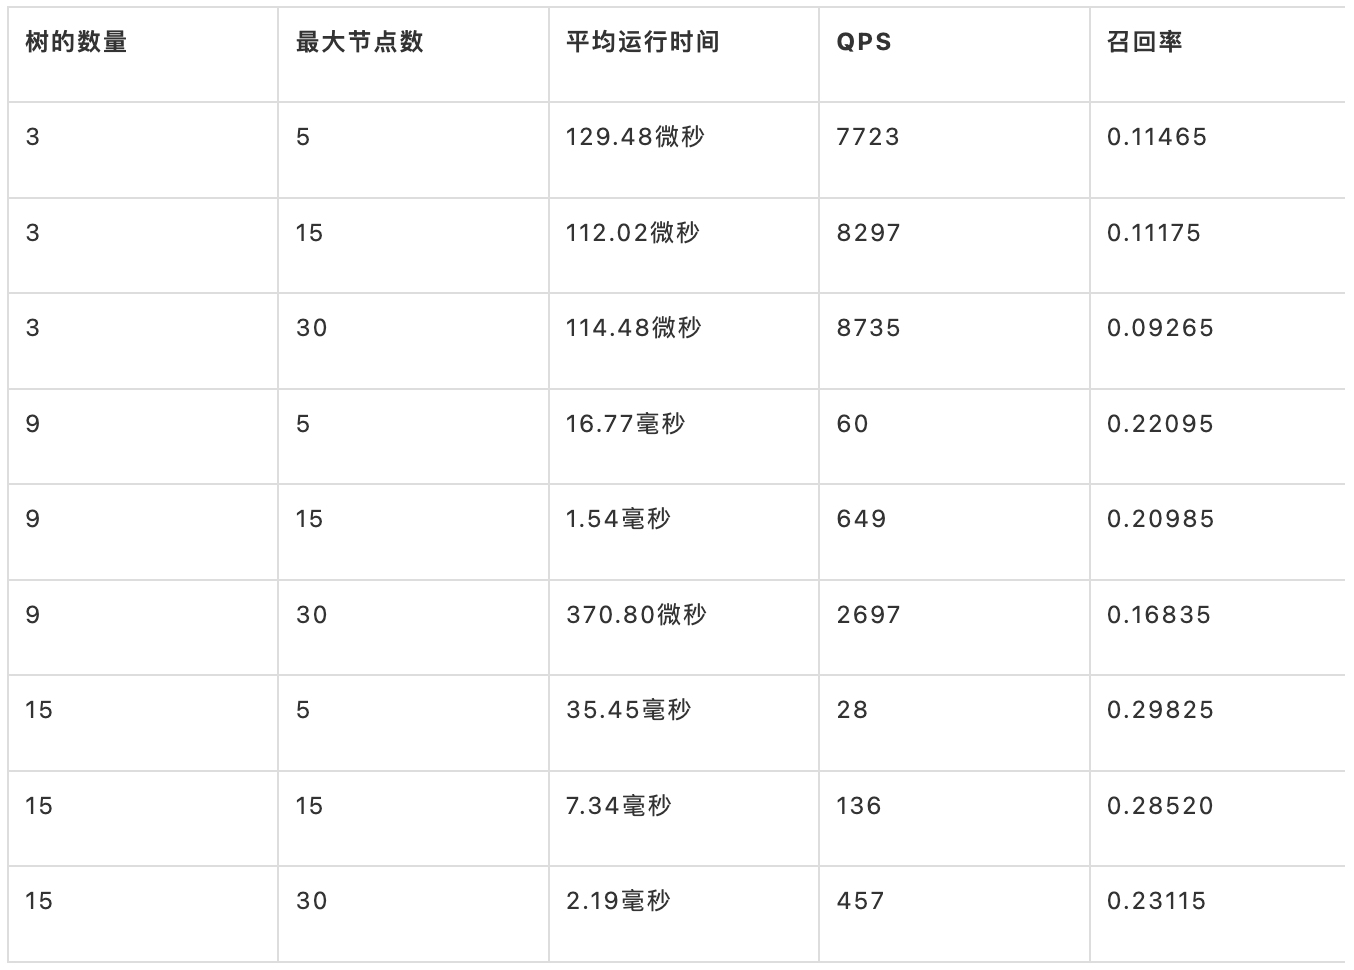 树的数量 最大节点数 平均运行时间 QPS 召回率
3 5 129.48微秒 7723 0.11465
3 15 112.02微秒 8297 0.11175
3 30 114.48微秒 8735 0.09265
9 5 16.77毫秒 60 0.22095
9 15 1.54毫秒 649 0.20985
9 30 370.80微秒 2697 0.16835
15 5 35.45毫秒 28 0.29825
15 15 7.34毫秒 136 0.28520
15 30 2.19毫秒 457 0.23115